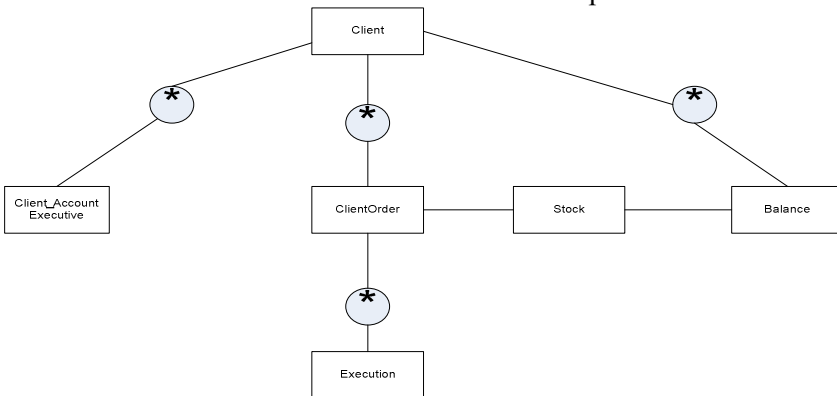 Client
*
*
*
Client_Account
Executive
ClientOrder
Stock
Balance
*
Execution